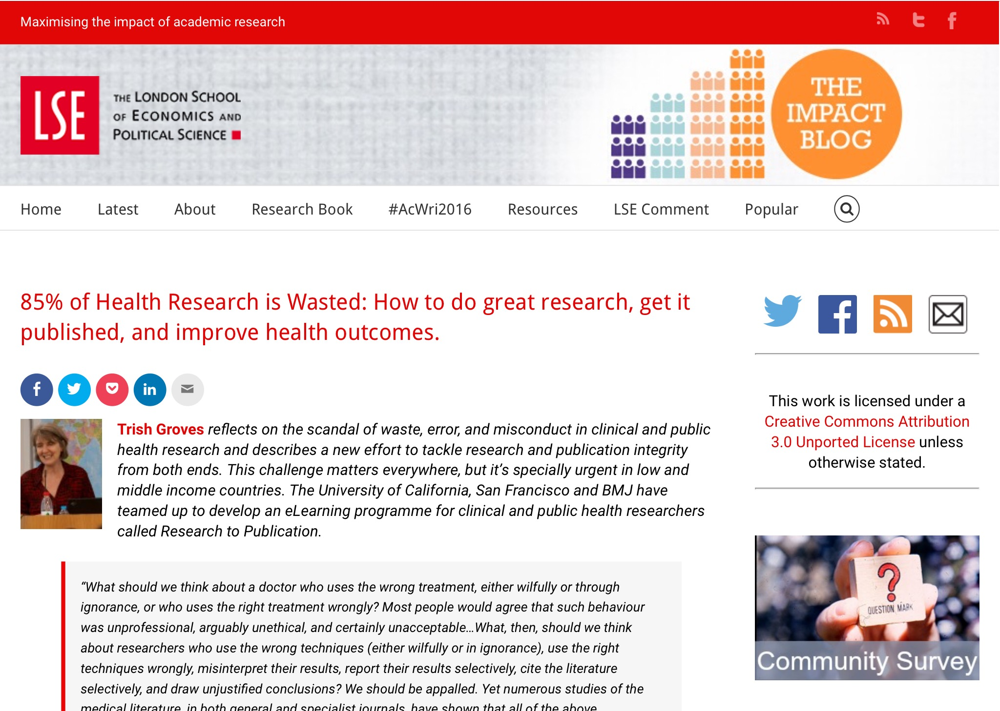 Maximising the impact of academic research
LSE
THE LONDON SCHOOL
OF ECONOMICS AND
POLITICAL SCIENCE
THE
IMPACT
BLOG
Home Latest About Research Book #AcWri2016 Resources LSE Comment Popular
85% of Health Research is Wasted: How to do great research, get it
published, and improve health outcomes.
Trish Groves reflects on the scandal of waste, error, and misconduct in clinical and public
health research and describes a new effort to tackle research and publication integrity
from both ends. This challenge matters everywhere, but it’s specially urgent in low and
middle income countries. The University of California, San Francisco and BMJ have
teamed up to develop an eLearning programme for clinical and public health researchers
called Research to Publication.
“What should we think about a doctor who uses the wrong treatment, either wilfully or through
ignorance, or who uses the right treatment wrongly? Most people would agree that such behaviour
was unprofessional, arguably unethical, and certainly unacceptable…What, then, should we think
about researchers who use the wrong techniques (either wilfully or in ignorance), use the right
techniques wrongly, misinterpret their results, report their results selectively, cite the literature
selectively, and draw unjustified conclusions? We should be appalled. Yet numerous studies of the
medical literature, in both general and specialist journals, have shown that all of the above
This work is licensed under a
Creative Commons Attribution
3.0 Unported License unless
otherwise stated.
?
QUESTION MARK
Community Survey